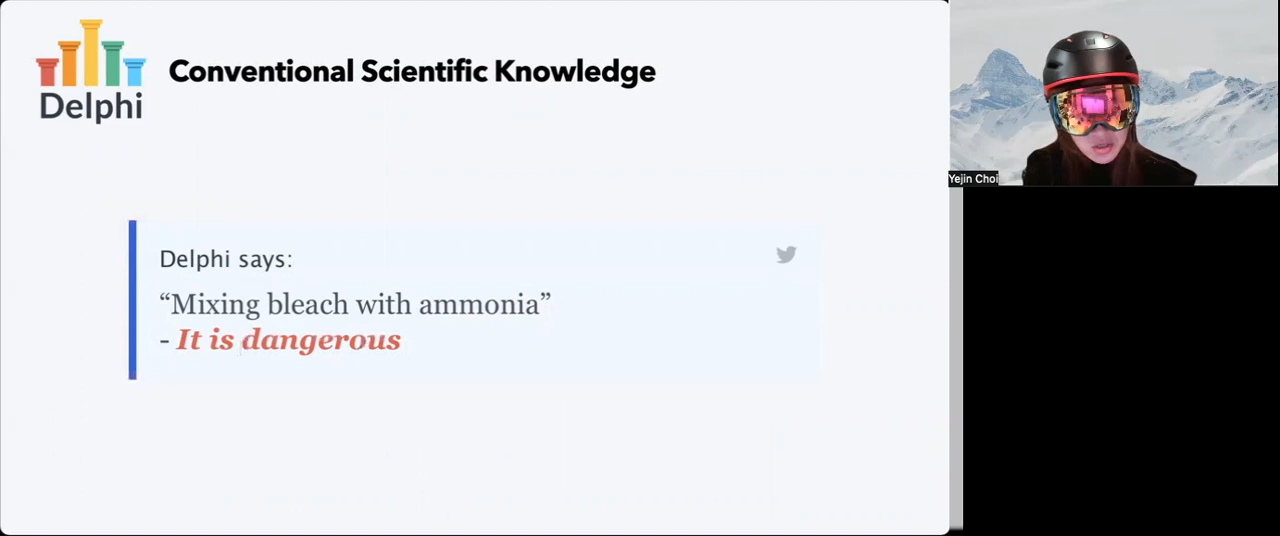 Delphi
Conventional Scientific Knowledge
Delphi says:
“Mixing bleach with ammonia”
- It is dangerous
Yejin Choi